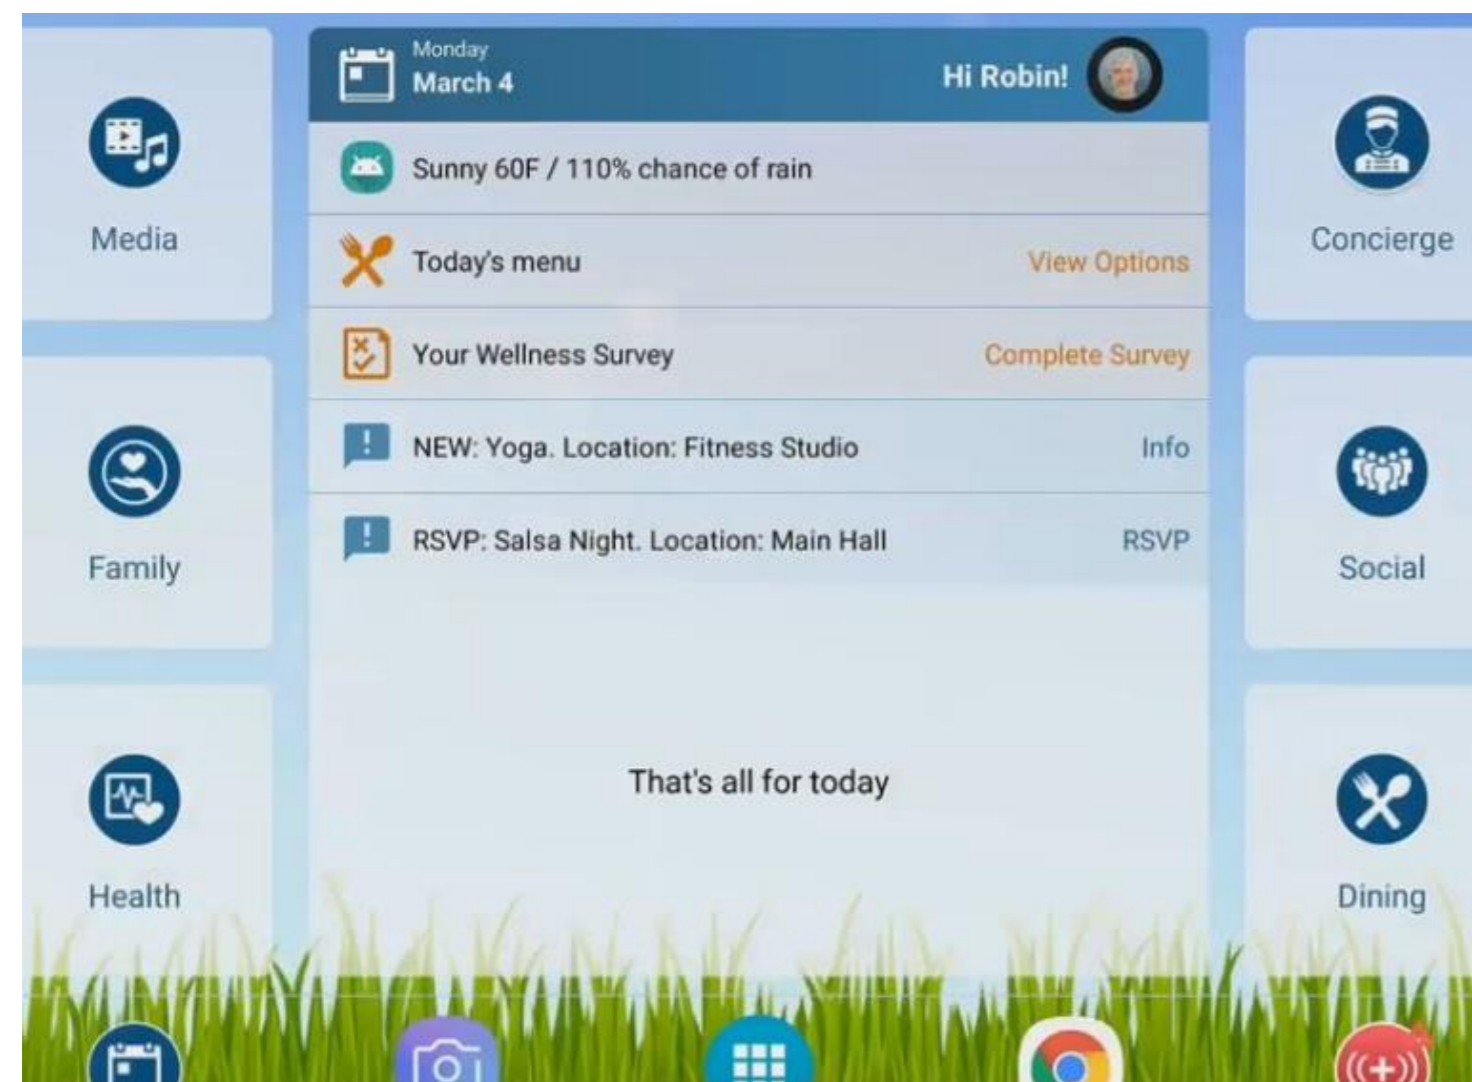 Monday
March 4
Hi Robin!
Sunny 60F / 110% chance of rain
Today's menu
View Options
Your Wellness Survey
Complete Survey
NEW: Yoga. Location: Fitness Studio
Info
RSVP: Salsa Night. Location: Main Hall
RSVP
That's all for today
Media
Family
Health
Concierge
Social
Dining